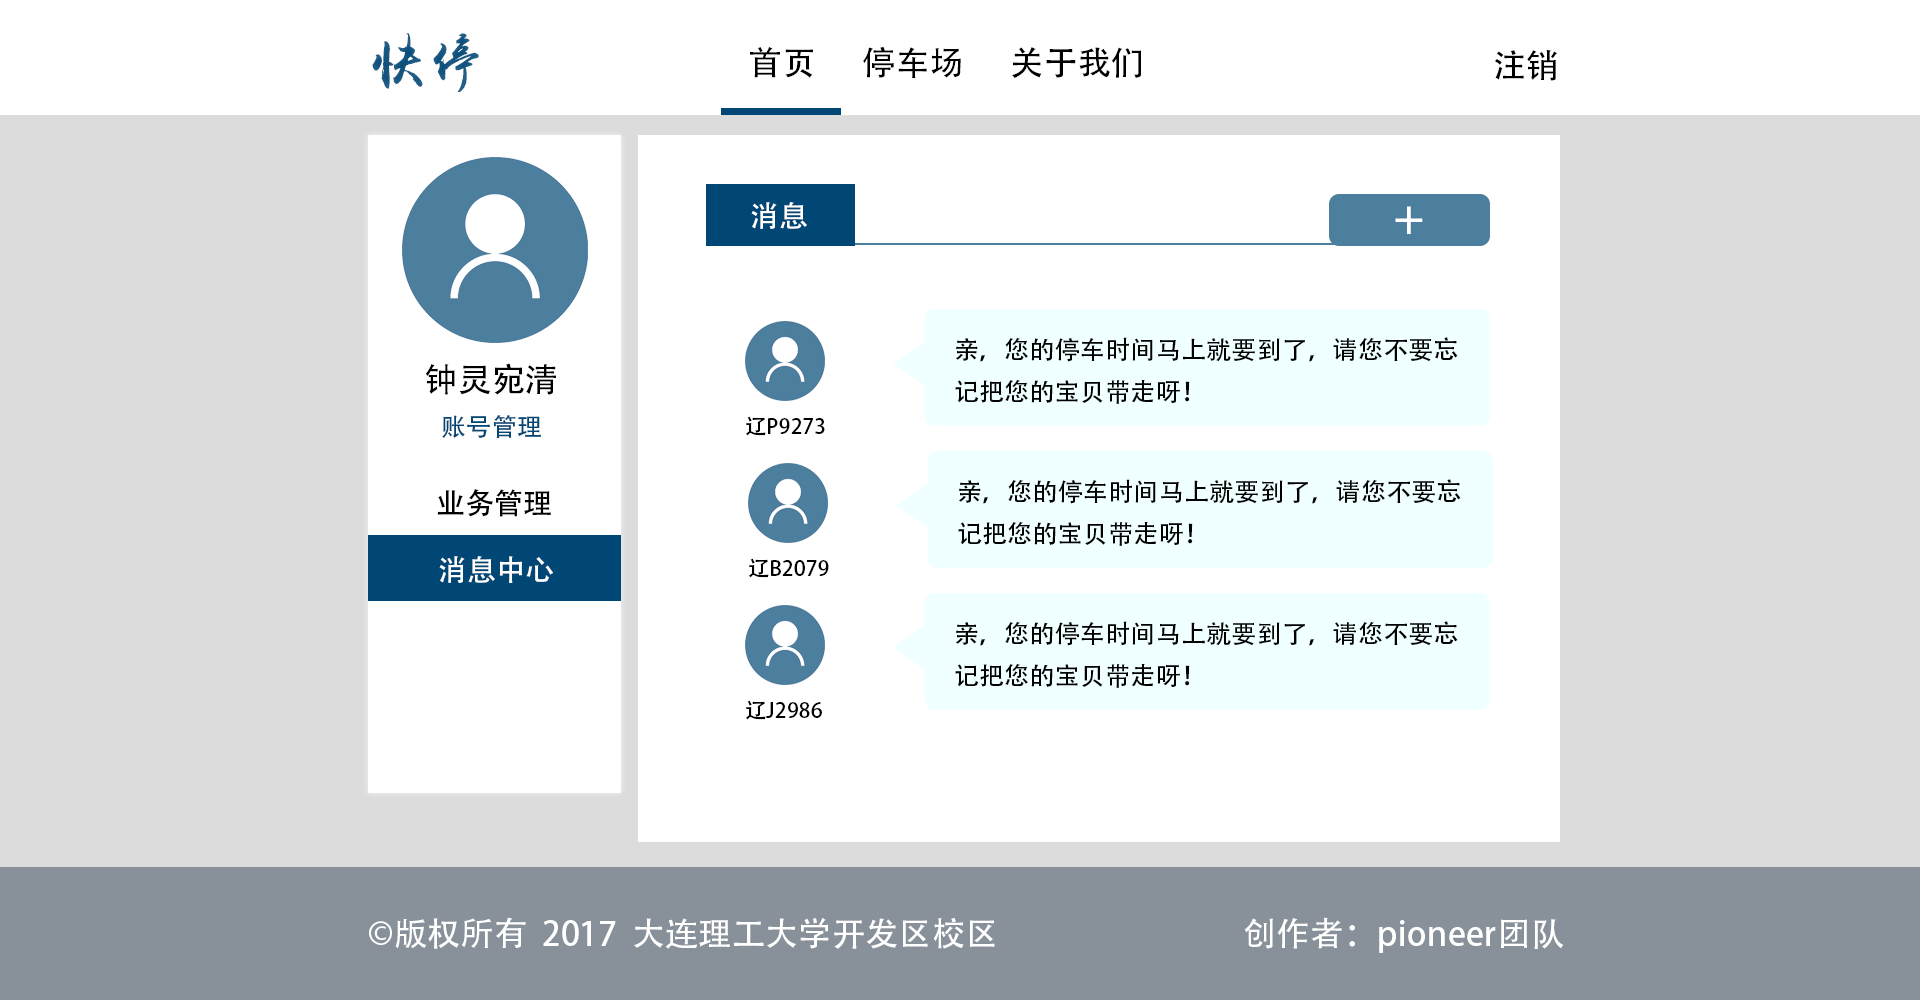 快停
首页 停车场 关于我们 注销
钟灵宛清
账号管理
业务管理
消息中心
消息 +
亲，您的停车时间马上就要到了，请您不要忘
记把您的宝贝带走呀！
辽P9273
亲，您的停车时间马上就要到了，请您不要忘
记把您的宝贝带走呀！
辽B2079
亲，您的停车时间马上就要到了，请您不要忘
记把您的宝贝带走呀！
辽J2986
©版权所有 2017 大连理工大学开发区校区 创作者：pioneer团队